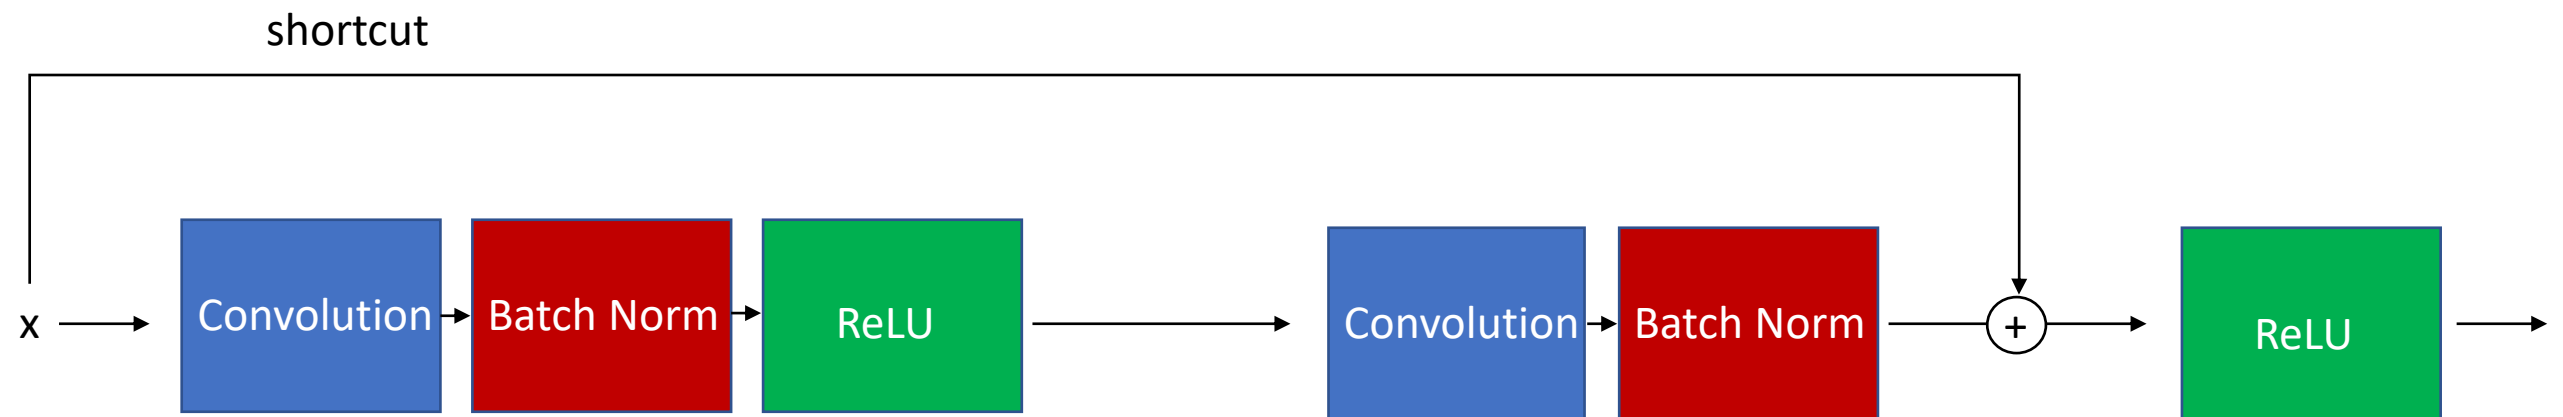 shortcut
x
Convolution
Batch Norm
ReLU
Convolution
Batch Norm
+
ReLU